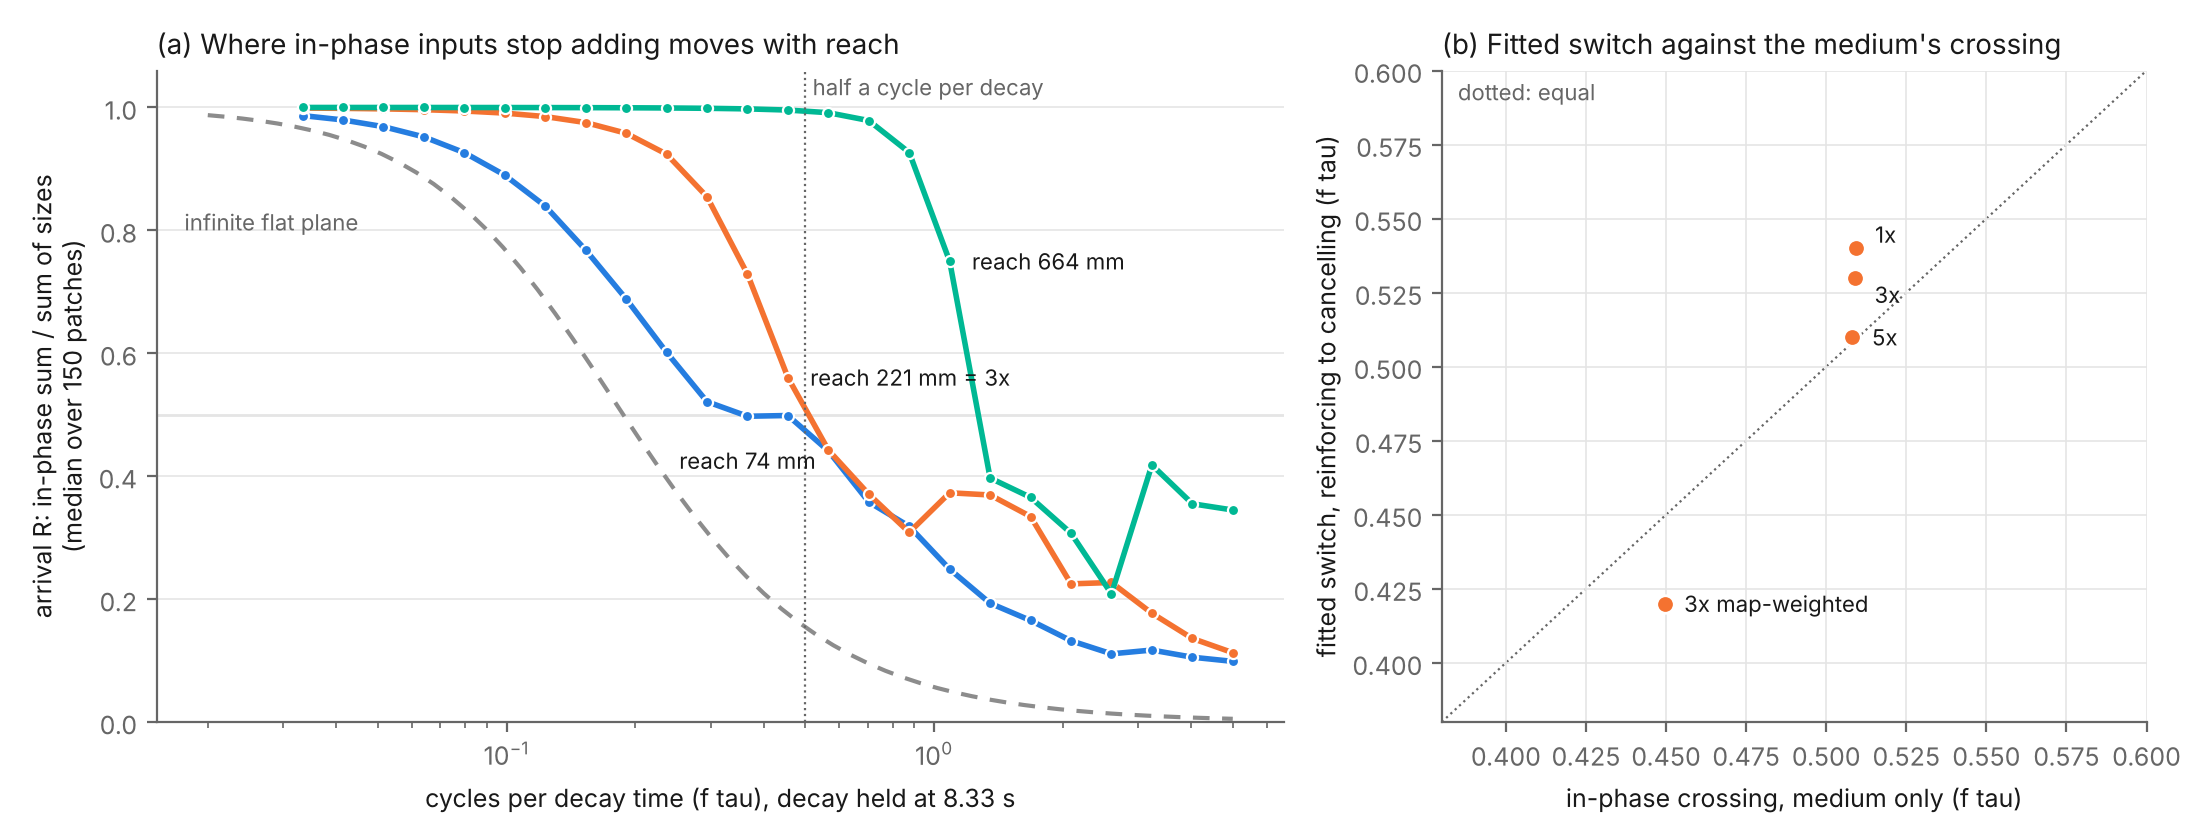 (a) Where in-phase inputs stop adding moves with reach
half a cycle per decay
infinite flat plane
reach 664 mm
reach 221 mm = 3x
reach 74 mm
1.0
0.8
0.6
0.4
0.2
0.0
10⁻¹
10⁰
arrival R: in-phase sum / sum of sizes
(median over 150 patches)
cycles per decay time (f tau), decay held at 8.33 s
(b) Fitted switch against the medium's crossing
dotted: equal
1x
3x
5x
3x map-weighted
0.600
0.575
0.550
0.525
0.500
0.475
0.450
0.425
0.400
0.400 0.425 0.450 0.475 0.500 0.525 0.550 0.575 0.600
fitted switch, reinforcing to cancelling (f tau)
in-phase crossing, medium only (f tau)